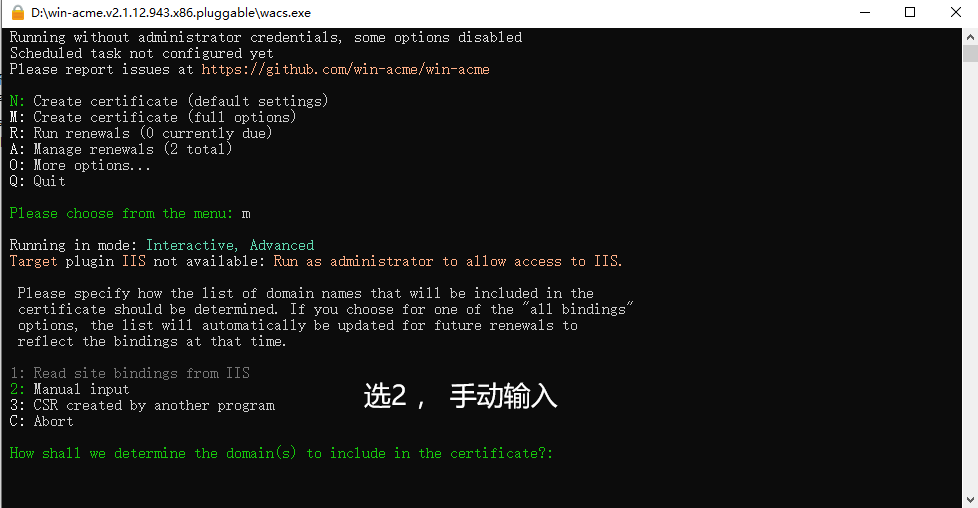 D:\win-acme.v2.1.12.943.x86.pluggable\wacs.exe
Running without administrator credentials, some options disabled
Scheduled task not configured yet
Please report issues at https://github.com/win-acme/win-acme
N: Create certificate (default settings)
M: Create certificate (full options)
R: Run renewals (0 currently due)
A: Manage renewals (2 total)
O: More options...
Q: Quit
Please choose from the menu: m
Running in mode: Interactive, Advanced
Target plugin IIS not available: Run as administrator to allow access to IIS.
Please specify how the list of domain names that will be included in the
certificate should be determined. If you choose for one of the "all bindings"
options, the list will automatically be updated for future renewals to
reflect the bindings at that time.
1: Read site bindings from IIS
2: Manual input
3: CSR created by another program
选2， 手动输入
C: Abort
How shall we determine the domain(s) to include in the certificate?: